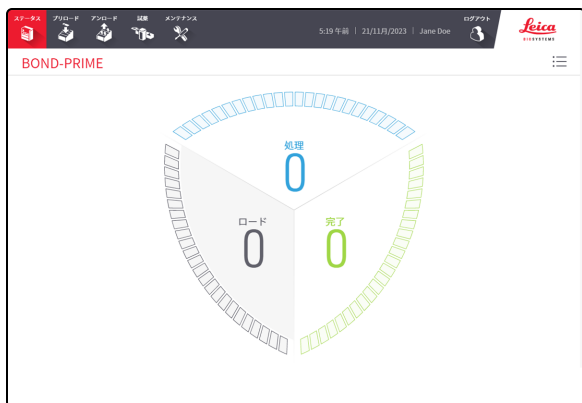 ステータス プリロード アンロード 試薬 メンテナンス ログアウト
5:19 午前 | 21/11月/2023 | Jane Doe
Leica
BIOSYSTEMS
BOND-PRIME
処理
0
ロード
0
完了
0